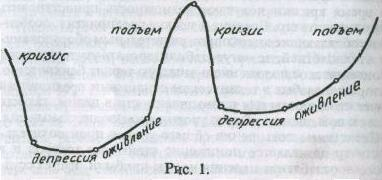 кризис
подъем
кризис
подъем
депрессия
оживление
депрессия
оживление
Рис. 1.